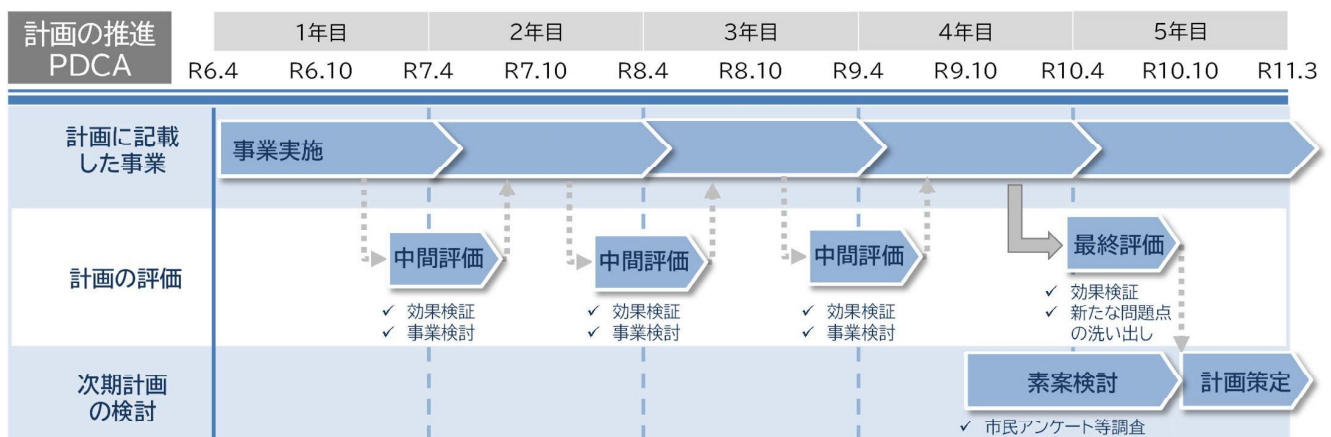 計画の推進
PDCA
1年目 2年目 3年目 4年目 5年目
R6.4 R6.10 R7.4 R7.10 R8.4 R8.10 R9.4 R9.10 R10.4 R10.10 R11.3
計画に記載
した事業
事業実施
計画の評価
中間評価
✓ 効果検証
✓ 事業検討
中間評価
✓ 効果検証
✓ 事業検討
中間評価
✓ 効果検証
✓ 事業検討
最終評価
✓ 効果検証
✓ 新たな問題点
の洗い出し
次期計画
の検討
素案検討
計画策定
✓ 市民アンケート等調査